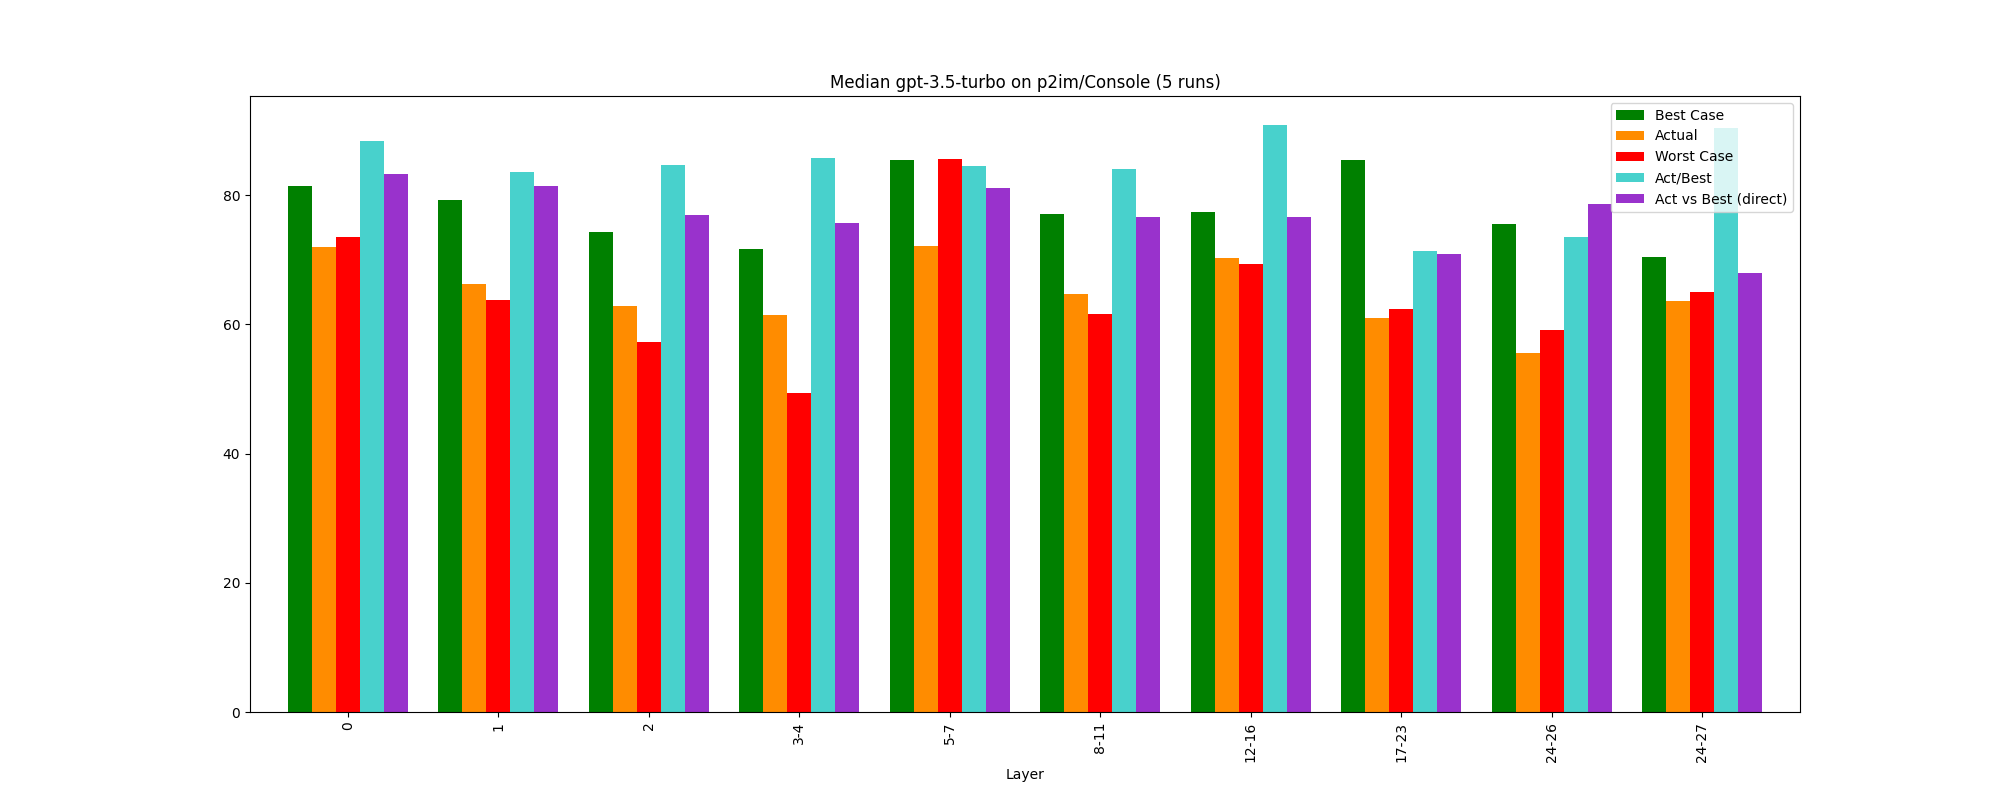 Median gpt-3.5-turbo on p2im/Console (5 runs)
Best Case
Actual
Worst Case
Act/Best
Act vs Best (direct)
80
60
40
20
0
0
1
2
3-4
5-7
8-11
12-16
17-23
24-26
24-27
Layer